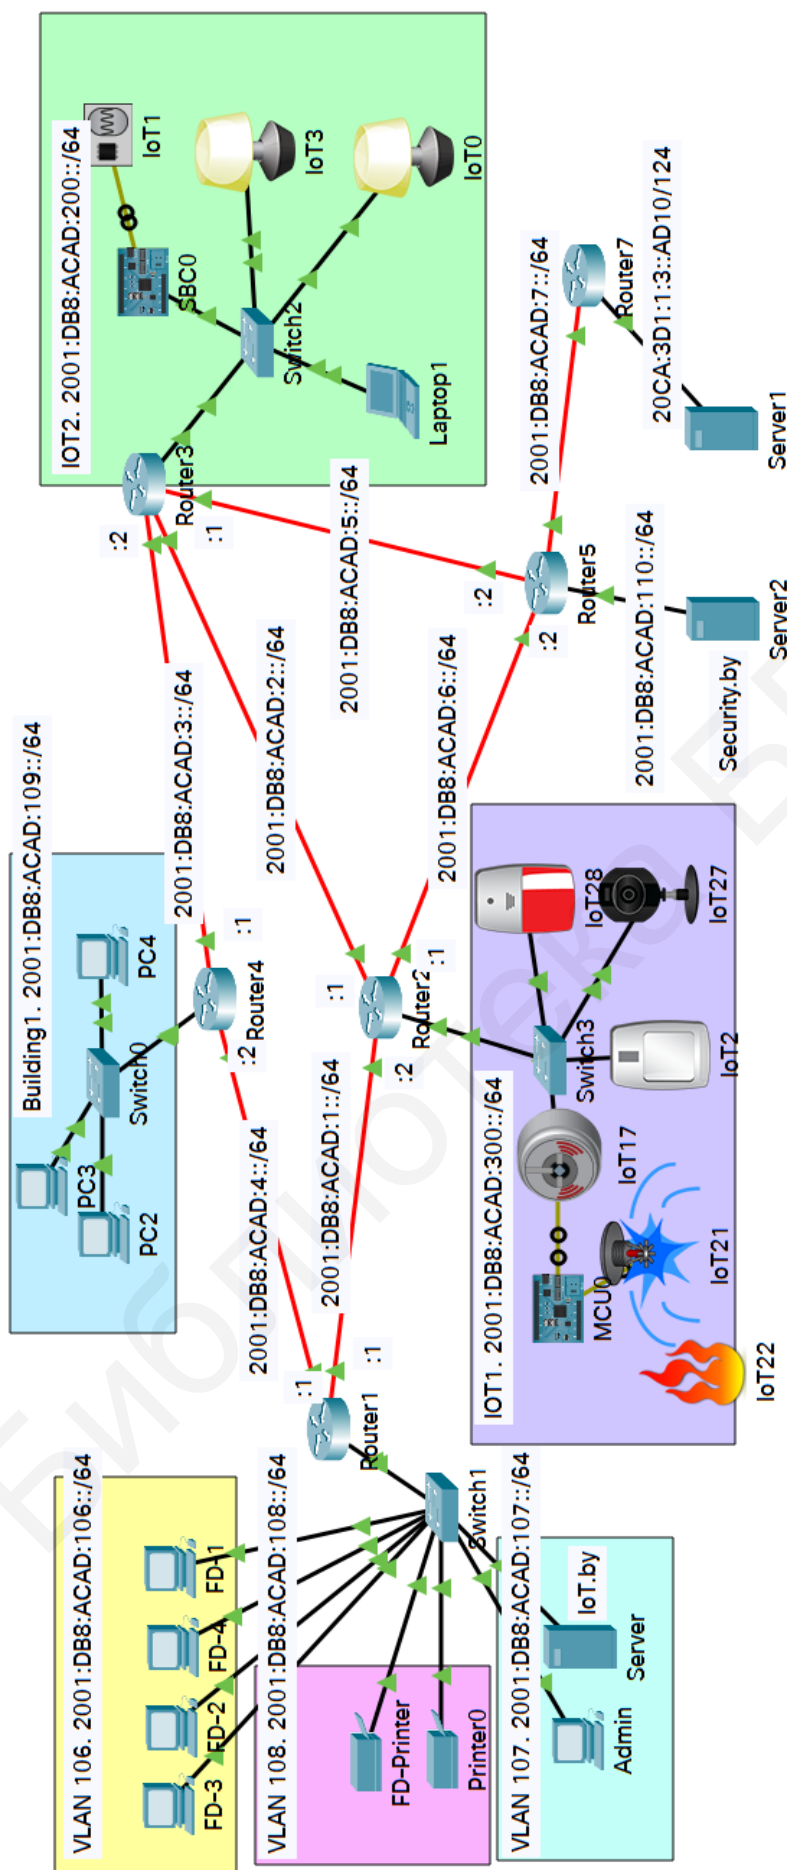 VLAN 106. 2001:DB8:ACAD:106::/64
FD-3
FD-2
FD-4
FD-1
VLAN 108. 2001:DB8:ACAD:108::/64
FD-Printer
Printer0
VLAN 107. 2001:DB8:ACAD:107::/64
Admin
Server
IoT.by
Switch1
Router1
:1
:1
2001:DB8:ACAD:4::/64
2001:DB8:ACAD:1::/64
Building1. 2001:DB8:ACAD:109::/64
PC3
PC2
PC4
Switch0
Router4
:2
:1
2001:DB8:ACAD:3::/64
2001:DB8:ACAD:2::/64
Router2
:2
:1
:1
2001:DB8:ACAD:6::/64
IOT1. 2001:DB8:ACAD:300::/64
Switch3
IoT28
IoT27
IoT2
IoT17
MCU0
IoT21
IoT22
IOT2. 2001:DB8:ACAD:200::/64
IoT1
SBC0
IoT3
IoT0
Switch2
Laptop1
Router3
:2
:1
2001:DB8:ACAD:5::/64
:2
:2
Router5
2001:DB8:ACAD:110::/64
Security.by
Server2
2001:DB8:ACAD:7::/64
Router7
20CA:3D1:1:3::AD10/124
Server1
Библиотека Б